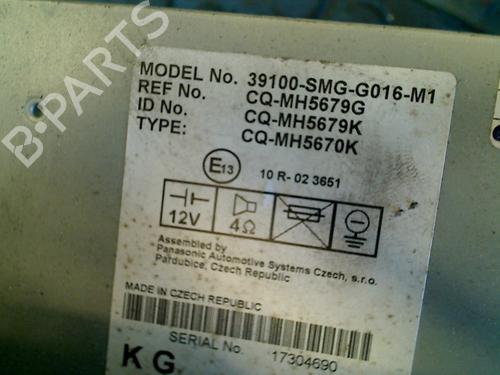 MODEL No. 39100-SMG-G016-M1
REF No. CQ-MH5679G
ID No. CQ-MH5679K
TYPE: CQ-MH5670K
E13
10 R- 02 3651
12V
4Ω
Assembled by
Panasonic Automotive Systems Czech, s.r.o.
Pardubice, Czech Republic
MADE IN CZECH REPUBLIC
SERIAL No. 17304690
K G
B-PARTS